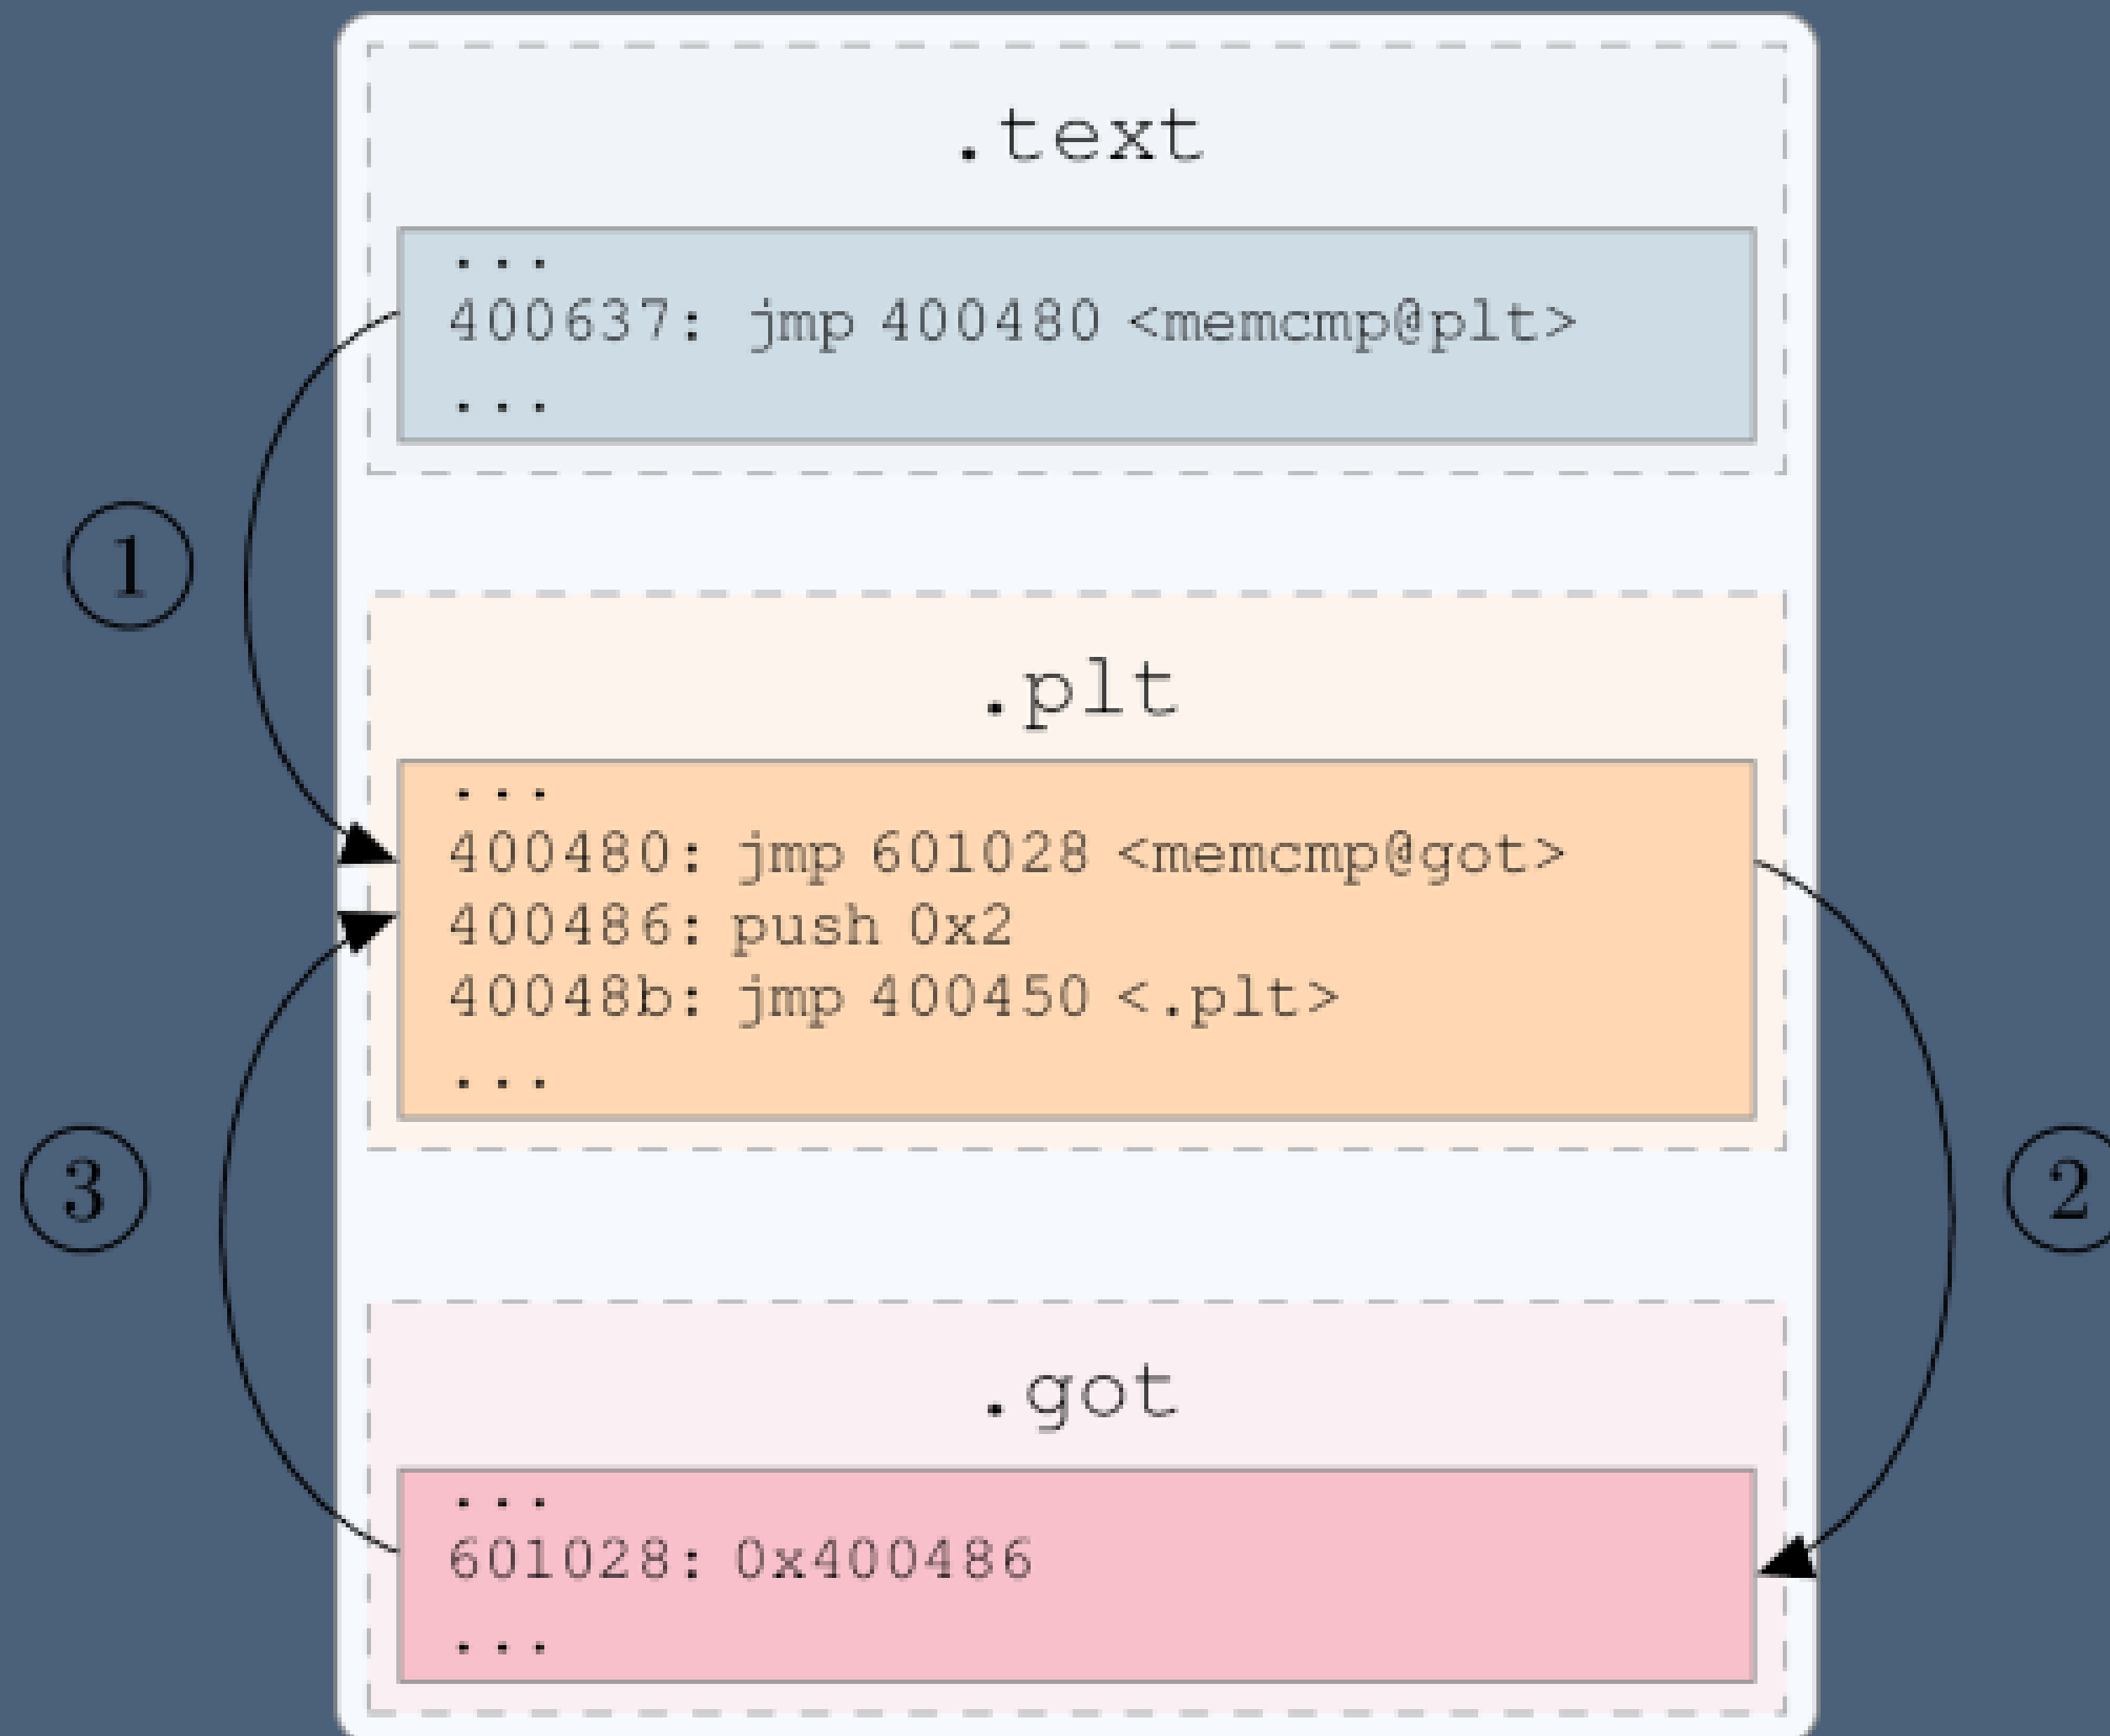 .text
...
400637: jmp 400480 <memcmp@plt>
...
①
.plt
...
400480: jmp 601028 <memcmp@got>
400486: push 0x2
40048b: jmp 400450 <.plt>
...
③
②
.got
...
601028: 0x400486
...